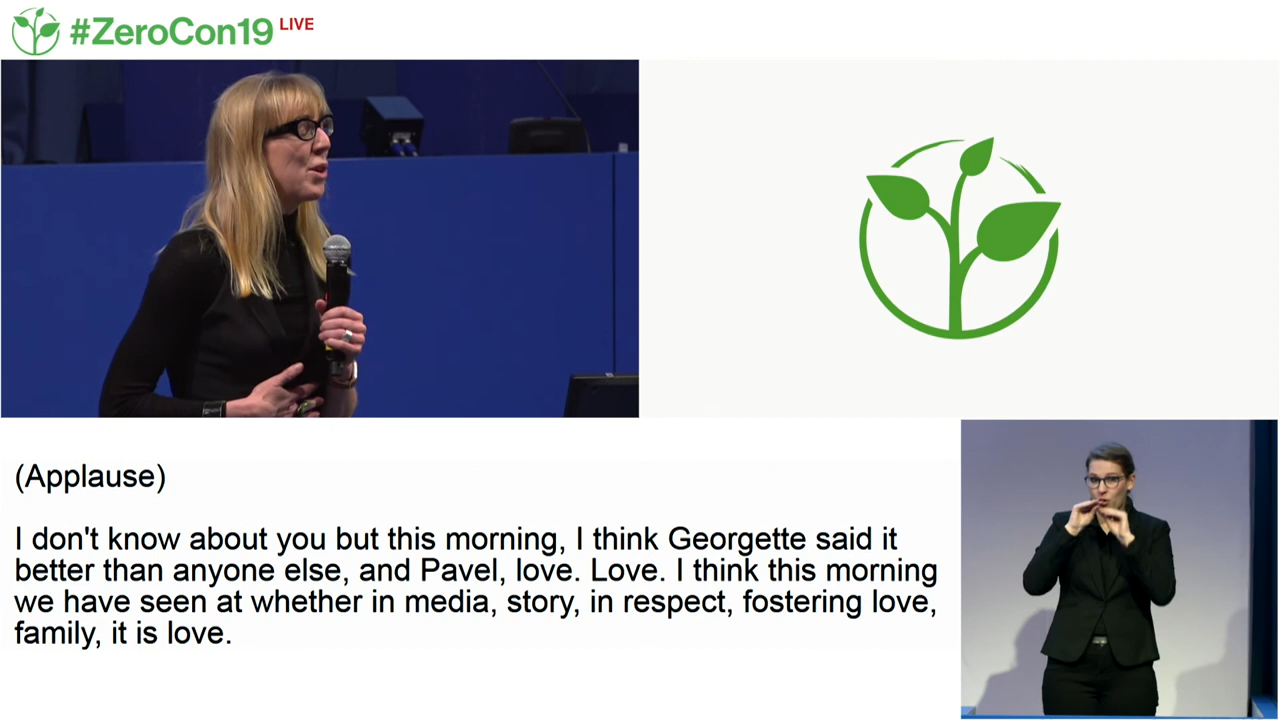 #ZeroCon19 LIVE
(Applause)
I don't know about you but this morning, I think Georgette said it
better than anyone else, and Pavel, love. Love. I think this morning
we have seen at whether in media, story, in respect, fostering love,
family, it is love.